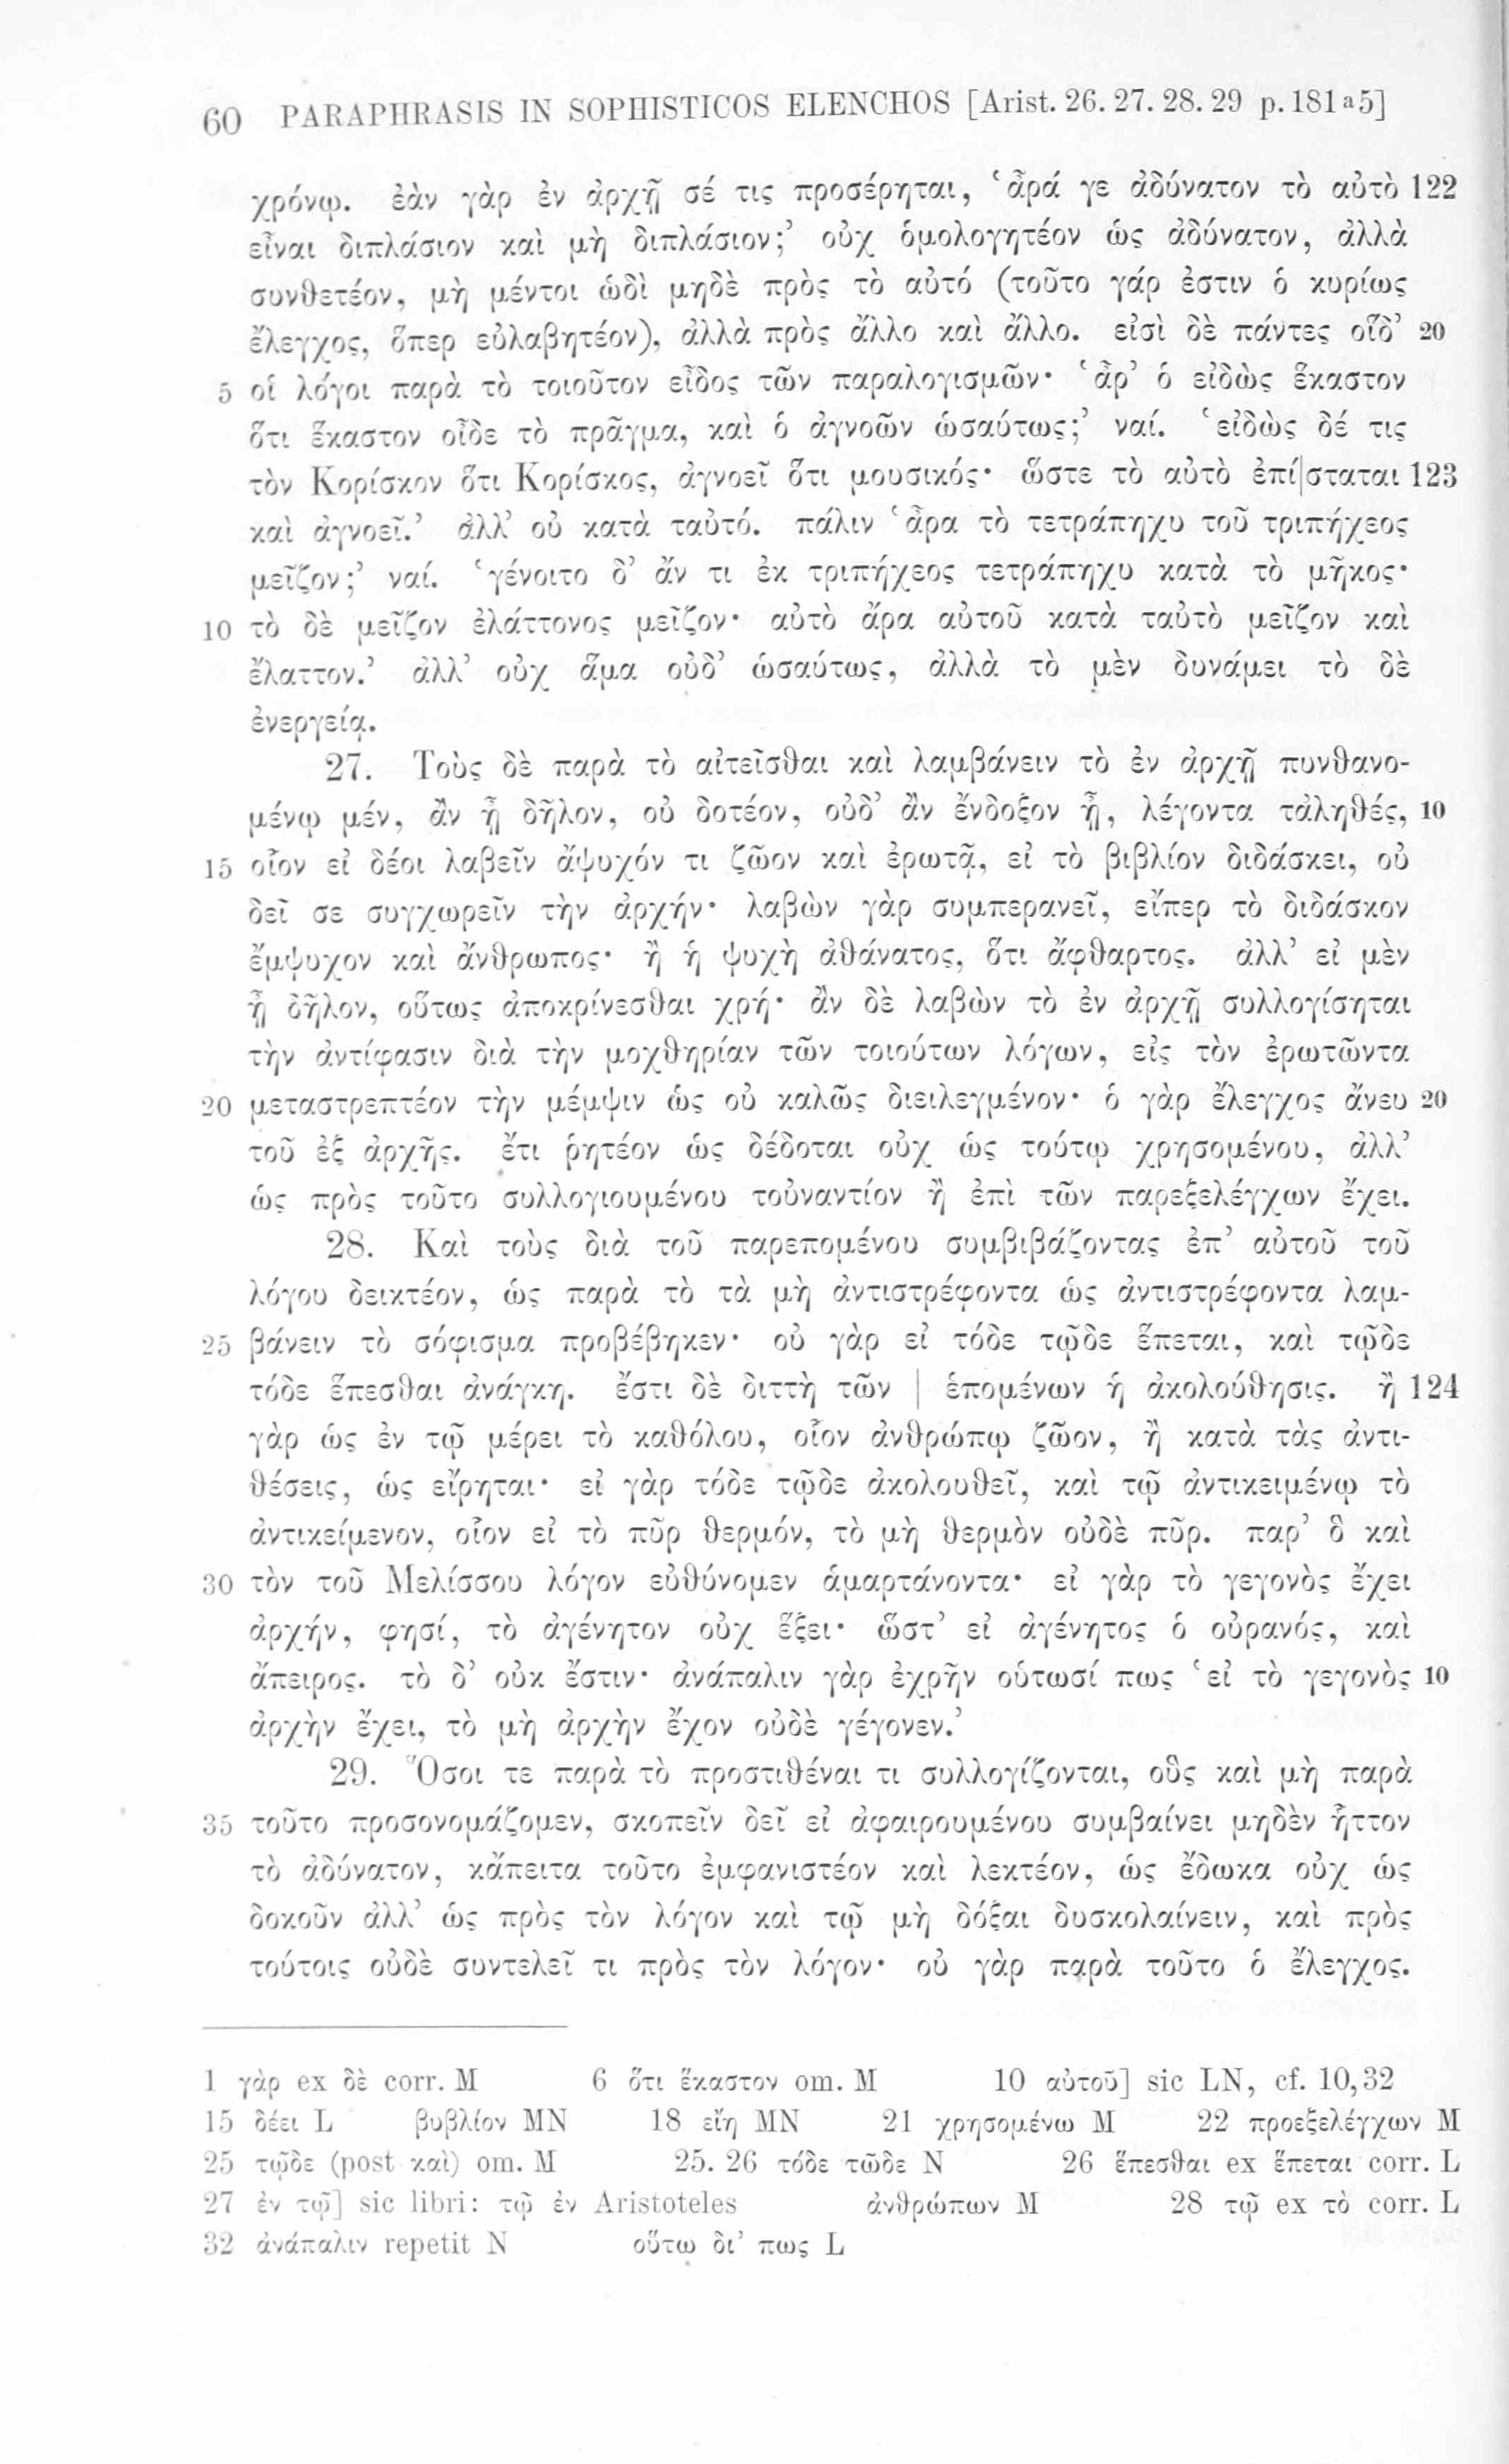 60 PARAPHRASIS IN SOPHISTICOS ELENCHOS [Arist. 26. 27. 28. 29 p. 181 a 5]
χρόνῳ. ἐὰν γὰρ ἐν ἀρχῇ σέ τις προσέρηται, ‘ἆρά γε ἀδύνατον τὸ αὐτὸ 122
εἶναι διπλάσιον καὶ μὴ διπλάσιον;’ οὐχ ὁμολογητέον ὡς ἀδύνατον, ἀλλὰ
συνθετέον, μὴ μέντοι ὡδὶ μηδὲ πρὸς τὸ αὐτό (τοῦτο γάρ ἐστιν ὁ κυρίως
ἔλεγχος, ὅπερ εὐλαβητέον), ἀλλὰ πρὸς ἄλλο καὶ ἄλλο. εἰσὶ δὲ πάντες οἵδ’ 20
5 οἱ λόγοι παρὰ τὸ τοιοῦτον εἶδος τῶν παραλογισμῶν· ‘ἆρ’ ὁ εἰδὼς ἕκαστον
ὅτι ἕκαστον οἶδε τὸ πρᾶγμα, καὶ ὁ ἀγνοῶν ὡσαύτως;’ ναί. ‘εἰδὼς δέ τις
τὸν Κορίσκον ὅτι Κορίσκος, ἀγνοεῖ ὅτι μουσικός· ὥστε τὸ αὐτὸ ἐπί|σταται 123
καὶ ἀγνοεῖ.’ ἀλλ’ οὐ κατὰ ταὐτό. πάλιν ‘ἆρα τὸ τετράπηχυ τοῦ τριπήχεος
μεῖζον;’ ναί. ‘γένοιτο δ’ ἄν τι ἐκ τριπήχεος τετράπηχυ κατὰ τὸ μῆκος·
10 τὸ δὲ μεῖζον ἐλάττονος μεῖζον· αὐτὸ ἄρα αὐτοῦ κατὰ ταὐτὸ μεῖζον καὶ
ἔλαττον.’ ἀλλ’ οὐχ ἅμα οὐδ’ ὡσαύτως, ἀλλὰ τὸ μὲν δυνάμει τὸ δὲ
ἐνεργείᾳ.
27. Τοὺς δὲ παρὰ τὸ αἰτεῖσθαι καὶ λαμβάνειν τὸ ἐν ἀρχῇ πυνθανο-
μένῳ μέν, ἂν ᾖ δῆλον, οὐ δοτέον, οὐδ’ ἂν ἔνδοξον ᾖ, λέγοντα τἀληθές, 10
15 οἷον εἰ δέοι λαβεῖν ἄψυχόν τι ζῶον καὶ ἐρωτᾷ, εἰ τὸ βιβλίον διδάσκει, οὐ
δεῖ σε συγχωρεῖν τὴν ἀρχήν· λαβὼν γὰρ συμπερανεῖ, εἴπερ τὸ διδάσκον
ἔμψυχον καὶ ἄνθρωπος· ἢ ἡ ψυχὴ ἀθάνατος, ὅτι ἄφθαρτος. ἀλλ’ εἰ μὲν
ᾖ δῆλον, οὕτως ἀποκρίνεσθαι χρή· ἂν δὲ λαβὼν τὸ ἐν ἀρχῇ συλλογίσηται
τὴν ἀντίφασιν διὰ τὴν μοχθηρίαν τῶν τοιούτων λόγων, εἰς τὸν ἐρωτῶντα
20 μεταστρεπτέον τὴν μέμψιν ὡς οὐ καλῶς διειλεγμένον· ὁ γὰρ ἔλεγχος ἄνευ 20
τοῦ ἐξ ἀρχῆς. ἔτι ῥητέον ὡς δέδοται οὐχ ὡς τούτῳ χρησομένου, ἀλλ’
ὡς πρὸς τοῦτο συλλογιουμένου τοὐναντίον ἢ ἐπὶ τῶν παρεξελέγχων ἔχει.
28. Καὶ τοὺς διὰ τοῦ παρεπομένου συμβιβάζοντας ἐπ’ αὐτοῦ τοῦ
λόγου δεικτέον, ὡς παρὰ τὸ τὰ μὴ ἀντιστρέφοντα ὡς ἀντιστρέφοντα λαμ-
25 βάνειν τὸ σόφισμα προβέβηκεν· οὐ γὰρ εἰ τόδε τῷδε ἕπεται, καὶ τῷδε
τόδε ἕπεσθαι ἀνάγκη. ἔστι δὲ διττὴ τῶν | ἑπομένων ἡ ἀκολούθησις. ἢ 124
γὰρ ὡς ἐν τῷ μέρει τὸ καθόλου, οἷον ἀνθρώπῳ ζῶον, ἢ κατὰ τὰς ἀντι-
θέσεις, ὡς εἴρηται· εἰ γὰρ τόδε τῷδε ἀκολουθεῖ, καὶ τῷ ἀντικειμένῳ τὸ
ἀντικείμενον, οἷον εἰ τὸ πῦρ θερμόν, τὸ μὴ θερμὸν οὐδὲ πῦρ. παρ’ ὃ καὶ
30 τὸν τοῦ Μελίσσου λόγον εὐθύνομεν ἁμαρτάνοντα· εἰ γὰρ τὸ γεγονὸς ἔχει
ἀρχήν, φησί, τὸ ἀγένητον οὐχ ἕξει· ὥστ’ εἰ ἀγένητος ὁ οὐρανός, καὶ
ἄπειρος. τὸ δ’ οὐκ ἔστιν· ἀνάπαλιν γὰρ ἐχρῆν οὑτωσί πως ‘εἰ τὸ γεγονὸς 10
ἀρχὴν ἔχει, τὸ μὴ ἀρχὴν ἔχον οὐδὲ γέγονεν.’
29. Ὅσοι τε παρὰ τὸ προστιθέναι τι συλλογίζονται, οὓς καὶ μὴ παρὰ
35 τοῦτο προσονομάζομεν, σκοπεῖν δεῖ εἰ ἀφαιρουμένου συμβαίνει μηδὲν ἧττον
τὸ ἀδύνατον, κἄπειτα τοῦτο ἐμφανιστέον καὶ λεκτέον, ὡς ἔδωκα οὐχ ὡς
δοκοῦν ἀλλ’ ὡς πρὸς τὸν λόγον καὶ τῷ μὴ δόξαι δυσκολαίνειν, καὶ πρὸς
τούτοις οὐδὲ συντελεῖ τι πρὸς τὸν λόγον· οὐ γὰρ παρὰ τοῦτο ὁ ἔλεγχος.
1 γὰρ ex δὲ corr. M 6 ὅτι ἕκαστον om. M 10 αὐτοῦ] sic LN, cf. 10,32
15 δέει L βυβλίον MN 18 εἴη MN 21 χρησομένω M 22 προεξελέγχων M
25 τῷδε (post καὶ) om. M 25. 26 τόδε τῶδε N 26 ἕπεσθαι ex ἕπεται corr. L
27 ἐν τῷ] sic libri: τῷ ἐν Aristoteles ἀνθρώπων M 28 τῷ ex τὸ corr. L
32 ἀνάπαλιν repetit N οὕτω δι’ πως L